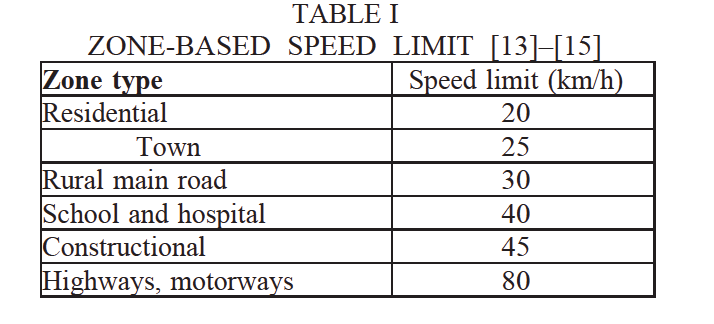 TABLE I
ZONE-BASED SPEED LIMIT [13]–[15]
Zone type Speed limit (km/h)
Residential 20
Town 25
Rural main road 30
School and hospital 40
Constructional 45
Highways, motorways 80